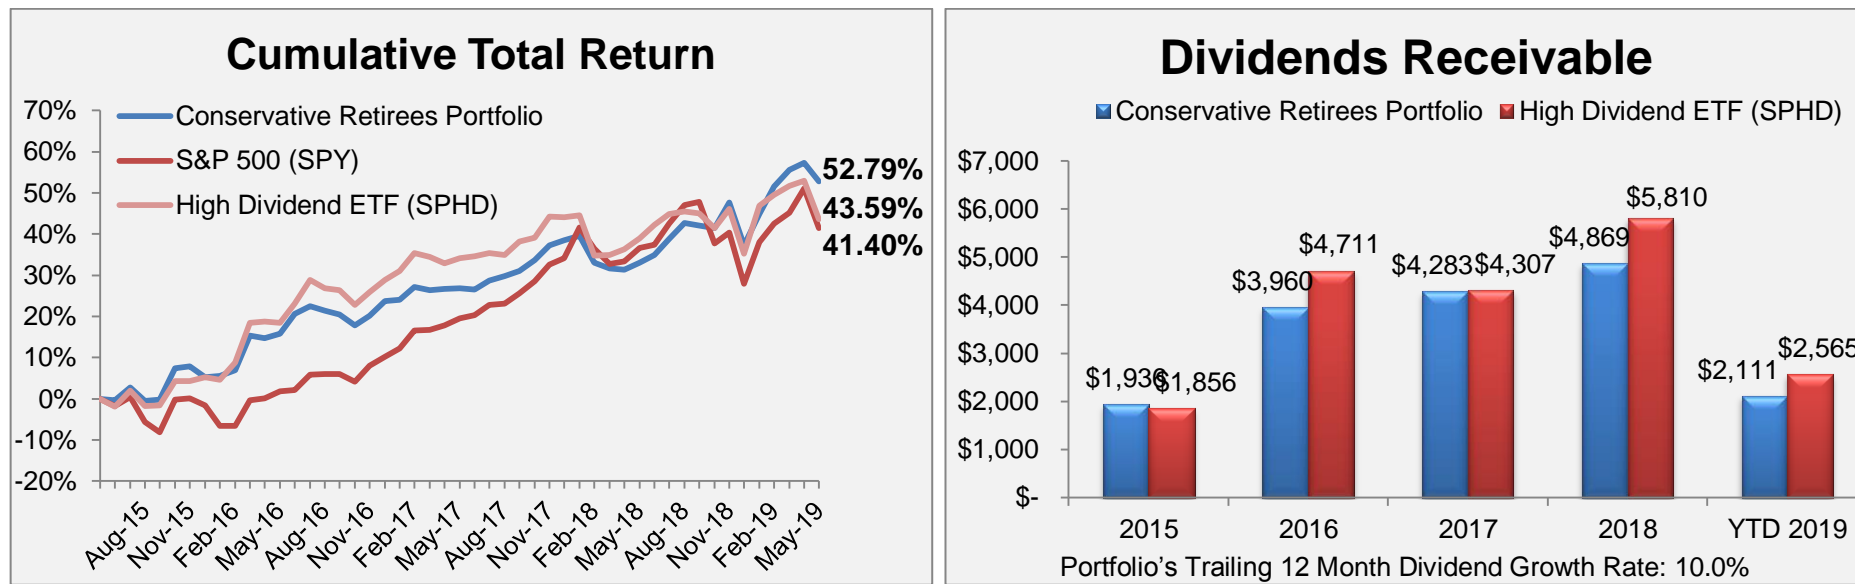 Cumulative Total Return
70%
60%
50%
40%
30%
20%
10%
0%
-10%
-20%
Conservative Retirees Portfolio
S&P 500 (SPY)
High Dividend ETF (SPHD)
52.79%
43.59%
41.40%
Aug-15
Nov-15
Feb-16
May-16
Aug-16
Nov-16
Feb-17
May-17
Aug-17
Nov-17
Feb-18
May-18
Aug-18
Nov-18
Feb-19
May-19
Dividends Receivable
Conservative Retirees Portfolio High Dividend ETF (SPHD)
$7,000
$6,000
$5,000
$4,000
$3,000
$2,000
$1,000
$-
$1,936
$1,856
$3,960
$4,711
$4,283
$4,307
$4,869
$5,810
$2,111
$2,565
2015 2016 2017 2018 YTD 2019
Portfolio's Trailing 12 Month Dividend Growth Rate: 10.0%